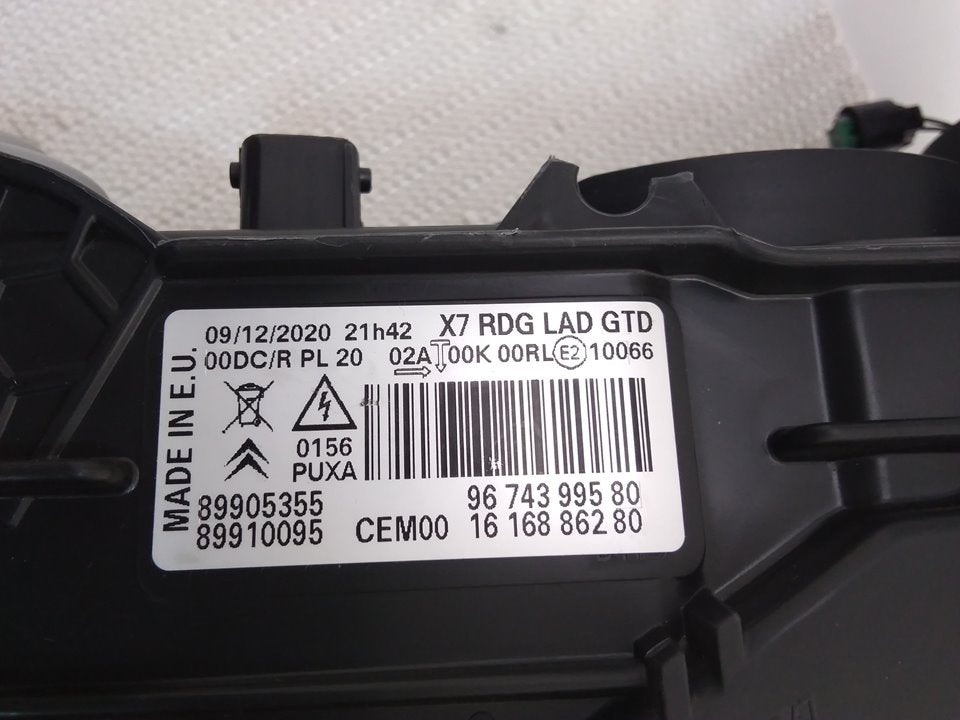 09/12/2020 21h42 X7 RDG LAD GTD
00DC/R PL 20 02A 00K 00RL E2 10066
MADE IN E.U.
0156
PUXA
89905355 96 743 995 80
89910095 CEM00 16 168 862 80